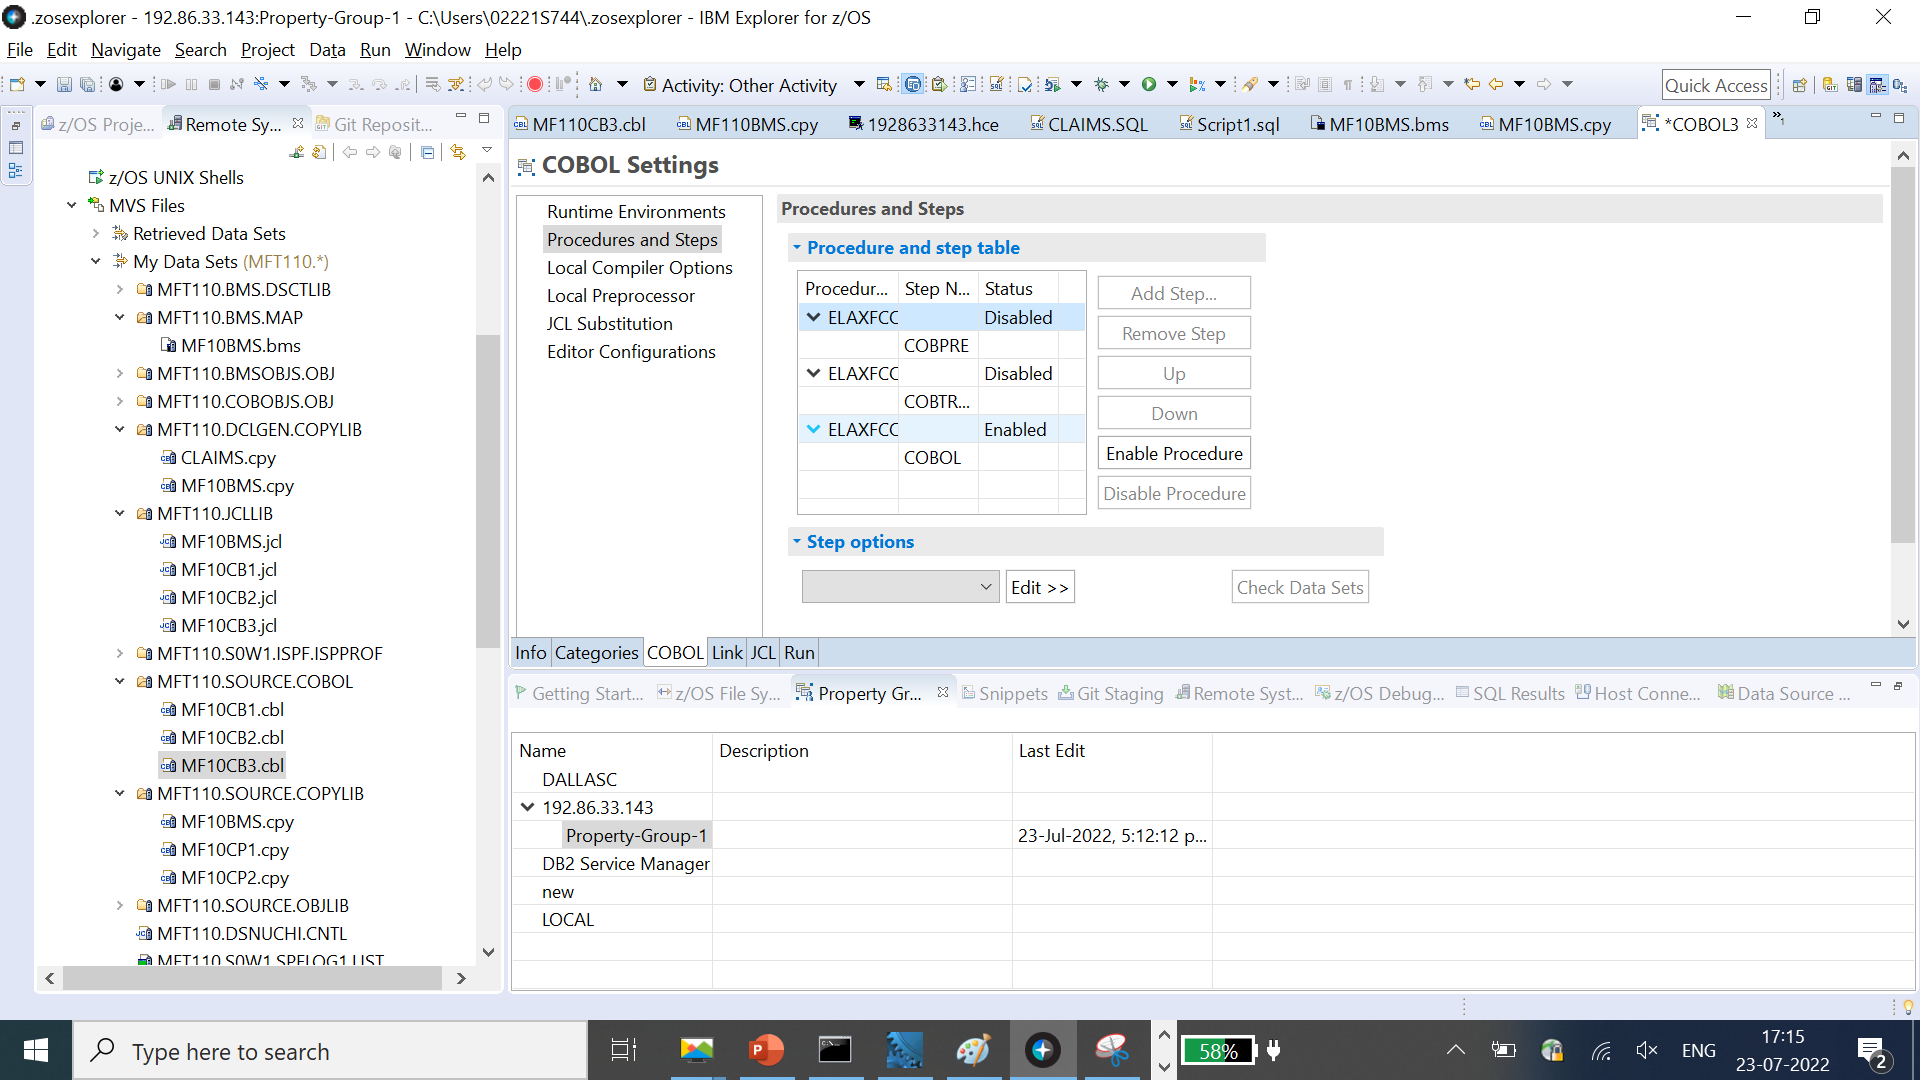 .zosexplorer - 192.86.33.143:Property-Group-1 - C:\Users\02221S744\.zosexplorer - IBM Explorer for z/OS
File Edit Navigate Search Project Data Run Window Help
Activity: Other Activity
Quick Access
z/OS Proje... Remote Sy... Git Reposit...
z/OS UNIX Shells
MVS Files
Retrieved Data Sets
My Data Sets (MFT110.*)
MFT110.BMS.DSCTLIB
MFT110.BMS.MAP
MF10BMS.bms
MFT110.BMSOBJS.OBJ
MFT110.COBOBJS.OBJ
MFT110.DCLGEN.COPYLIB
CLAIMS.cpy
MF10BMS.cpy
MFT110.JCLLIB
MF10BMS.jcl
MF10CB1.jcl
MF10CB2.jcl
MF10CB3.jcl
MFT110.S0W1.ISPF.ISPPROF
MFT110.SOURCE.COBOL
MF10CB1.cbl
MF10CB2.cbl
MF10CB3.cbl
MFT110.SOURCE.COPYLIB
MF10BMS.cpy
MF10CP1.cpy
MF10CP2.cpy
MFT110.SOURCE.OBJLIB
MFT110.DSNUCHI.CNTL
MFT110.S0W1.SPFLOG1.LIST
MF110CB3.cbl MF110BMS.cpy 1928633143.hce CLAIMS.SQL Script1.sql MF10BMS.bms MF10BMS.cpy *COBOL3 »1
COBOL Settings
Runtime Environments
Procedures and Steps
Local Compiler Options
Local Preprocessor
JCL Substitution
Editor Configurations
Procedures and Steps
Procedure and step table
Procedur... Step N... Status
ELAXFCC Disabled
COBPRE
ELAXFCC Disabled
COBTR...
ELAXFCC Enabled
COBOL
Add Step...
Remove Step
Up
Down
Enable Procedure
Disable Procedure
Step options
Edit >> Check Data Sets
Info Categories COBOL Link JCL Run
Getting Start... z/OS File Sy... Property Gr... Snippets Git Staging Remote Syst... z/OS Debug... SQL Results Host Conne... Data Source ...
Name Description Last Edit
DALLASC
192.86.33.143
Property-Group-1 23-Jul-2022, 5:12:12 p...
DB2 Service Manager
new
LOCAL
Type here to search
58%
ENG
17:15
23-07-2022
2